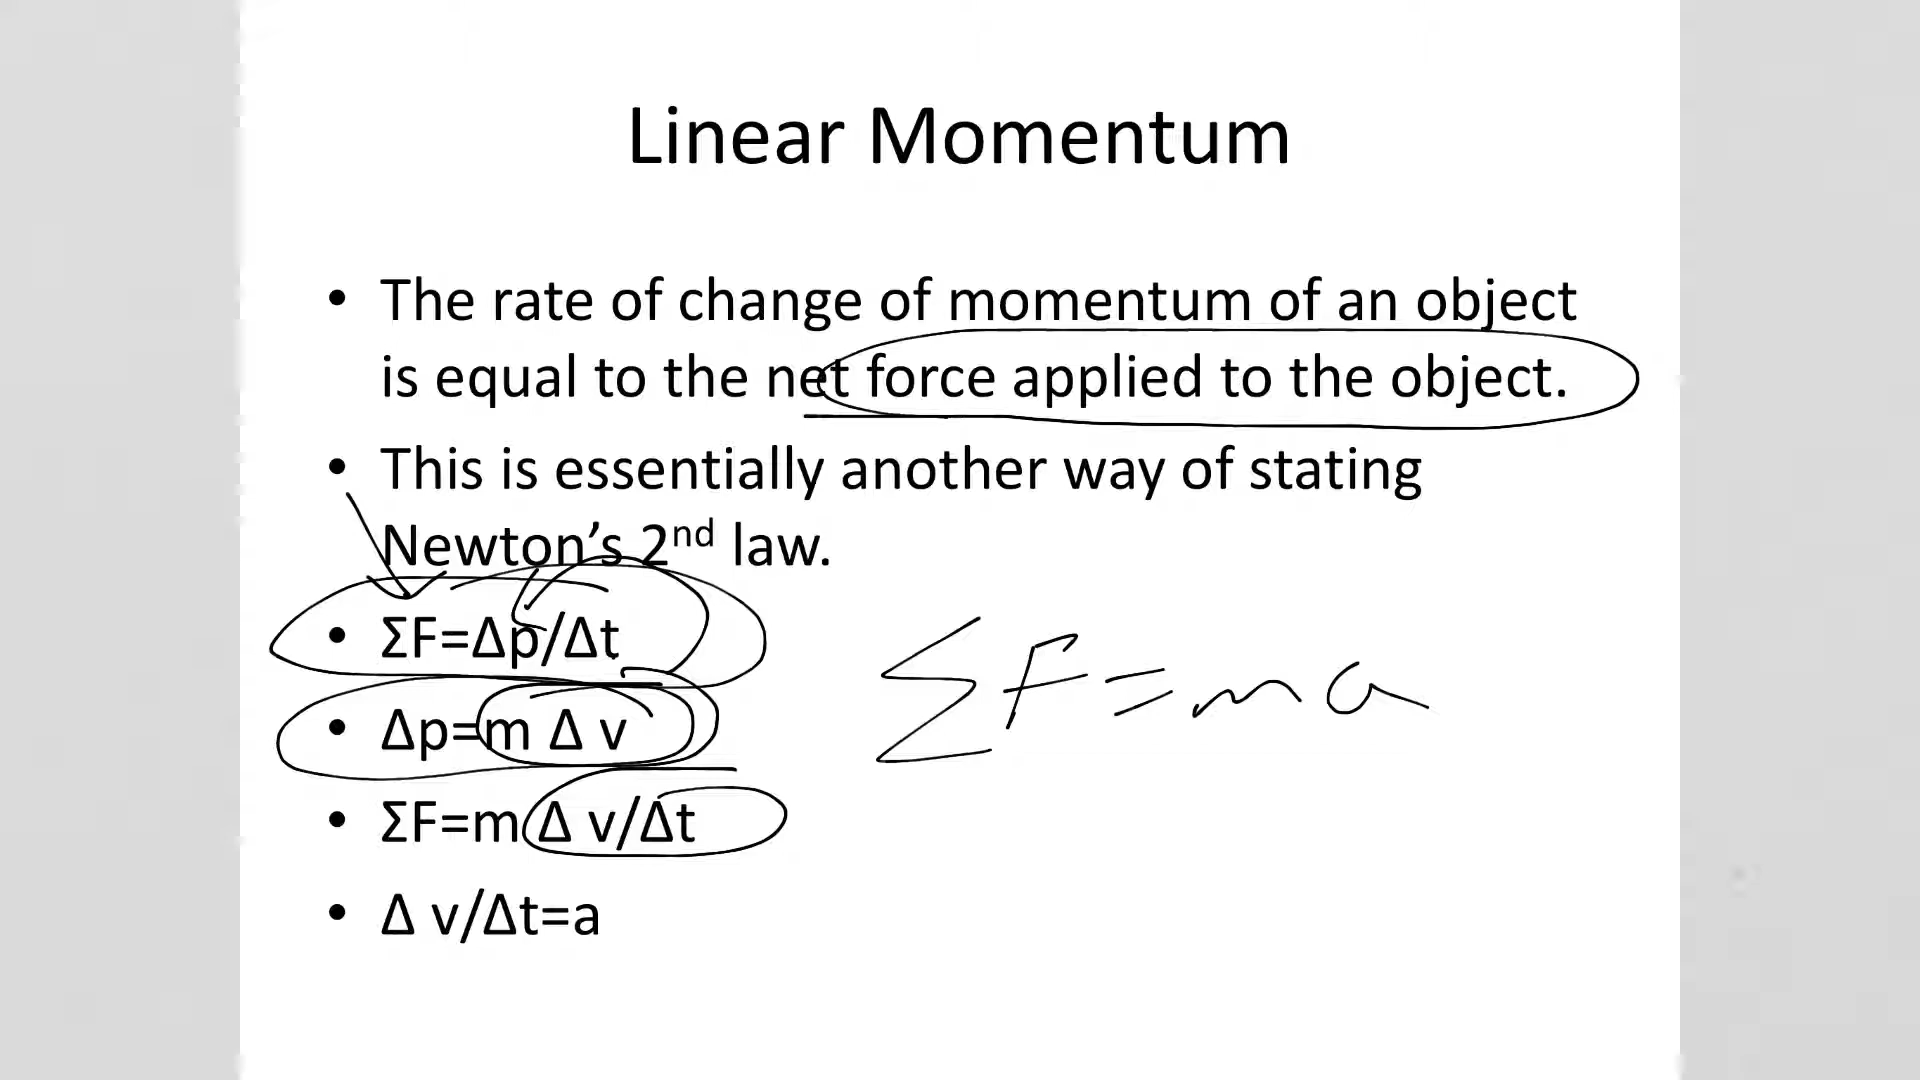 Linear Momentum
• The rate of change of momentum of an object
is equal to the net force applied to the object.
• This is essentially another way of stating
Newton’s 2nd law.
• ΣF=Δp/Δt
• Δp=m Δ v
• ΣF=m Δ v/Δt
• Δ v/Δt=a
ΣF=ma